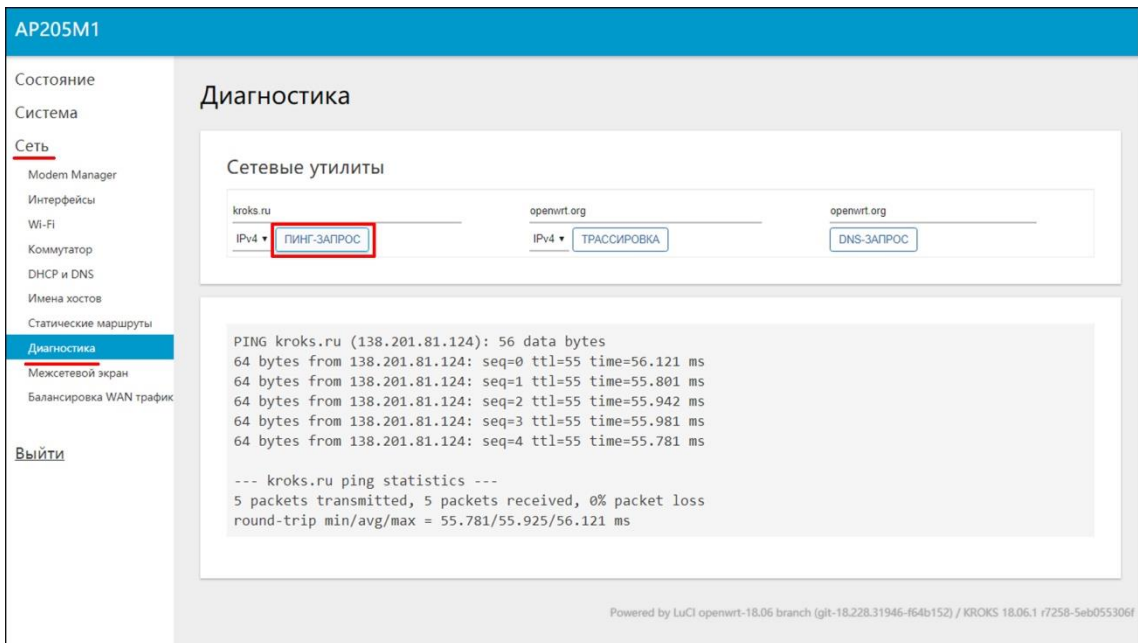 AP205M1
Состояние
Система
Сеть
Modem Manager
Интерфейсы
Wi-Fi
Коммутатор
DHCP и DNS
Имена хостов
Статические маршруты
Диагностика
Межсетевой экран
Балансировка WAN трафик
Выйти
Диагностика
Сетевые утилиты
kroks.ru openwrt.org openwrt.org
IPv4 ПИНГ-ЗАПРОС IPv4 ТРАССИРОВКА DNS-ЗАПРОС
PING kroks.ru (138.201.81.124): 56 data bytes
64 bytes from 138.201.81.124: seq=0 ttl=55 time=56.121 ms
64 bytes from 138.201.81.124: seq=1 ttl=55 time=55.801 ms
64 bytes from 138.201.81.124: seq=2 ttl=55 time=55.942 ms
64 bytes from 138.201.81.124: seq=3 ttl=55 time=55.981 ms
64 bytes from 138.201.81.124: seq=4 ttl=55 time=55.781 ms
--- kroks.ru ping statistics ---
5 packets transmitted, 5 packets received, 0% packet loss
round-trip min/avg/max = 55.781/55.925/56.121 ms
Powered by LuCI openwrt-18.06 branch (git-18.228.31946-f64b152) / KROKS 18.06.1 r7258-5eb055306f